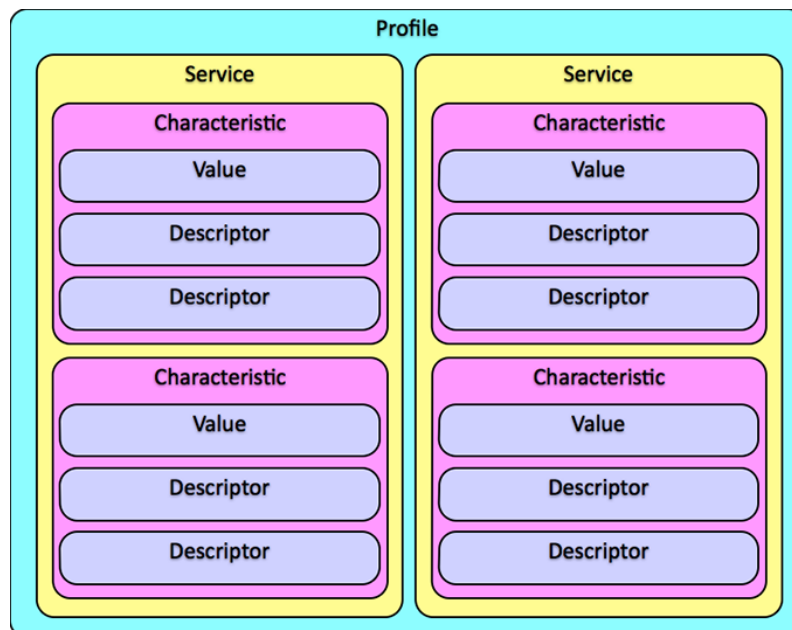 Profile
Service
Characteristic
Value
Descriptor
Descriptor
Characteristic
Value
Descriptor
Descriptor
Service
Characteristic
Value
Descriptor
Descriptor
Characteristic
Value
Descriptor
Descriptor